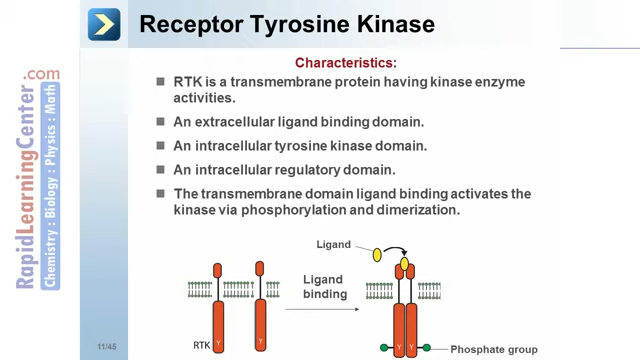 Receptor Tyrosine Kinase
RapidLearningCenter.com
Chemistry : Biology : Physics : Math
Characteristics:
RTK is a transmembrane protein having kinase enzyme
activities.
An extracellular ligand binding domain.
An intracellular tyrosine kinase domain.
An intracellular regulatory domain.
The transmembrane domain ligand binding activates the
kinase via phosphorylation and dimerization.
Ligand
Ligand
binding
RTK
Y
Y
Y
Y
Phosphate group
11/45